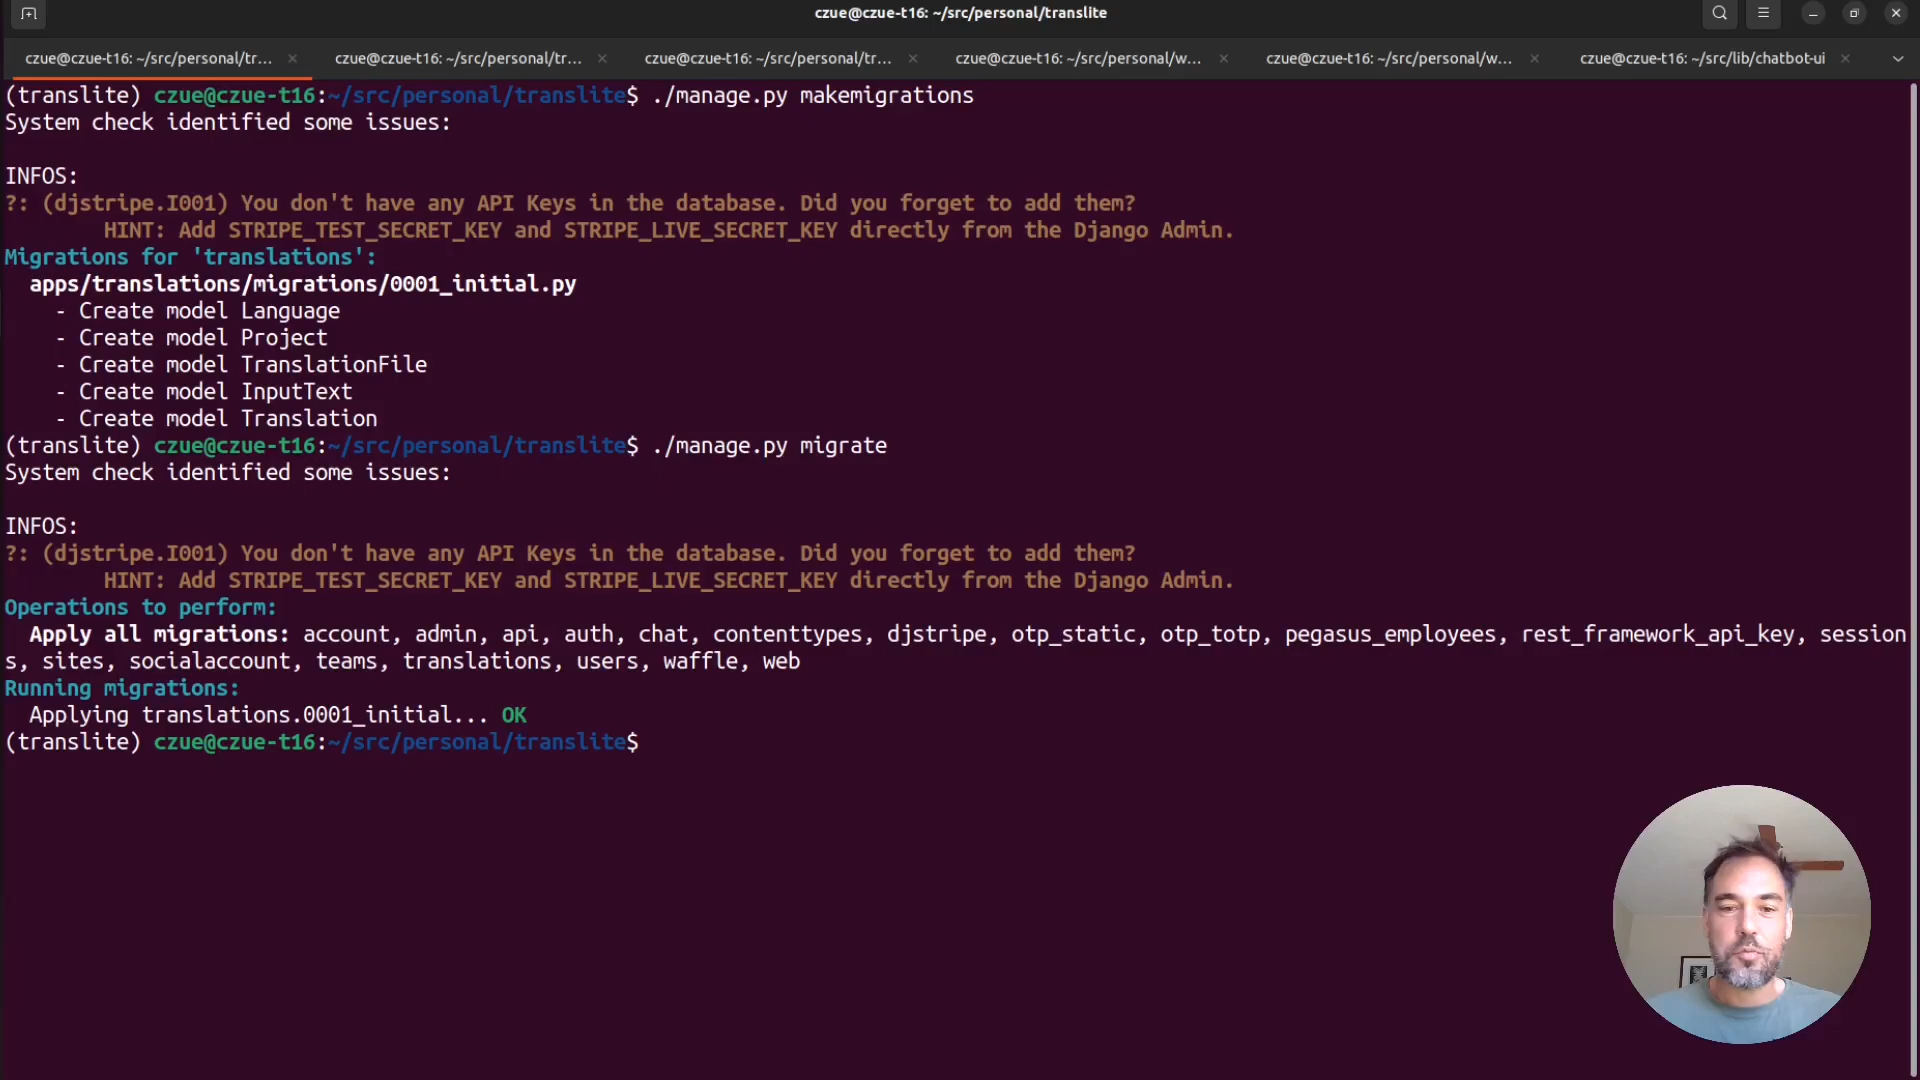 czue@czue-t16: ~/src/personal/translite
czue@czue-t16: ~/src/personal/tr... czue@czue-t16: ~/src/personal/tr... czue@czue-t16: ~/src/personal/tr... czue@czue-t16: ~/src/personal/w... czue@czue-t16: ~/src/personal/w... czue@czue-t16: ~/src/lib/chatbot-ui
(translite) czue@czue-t16:~/src/personal/translite$ ./manage.py makemigrations
System check identified some issues:
INFOS:
?: (djstripe.I001) You don't have any API Keys in the database. Did you forget to add them?
HINT: Add STRIPE_TEST_SECRET_KEY and STRIPE_LIVE_SECRET_KEY directly from the Django Admin.
Migrations for 'translations':
apps/translations/migrations/0001_initial.py
- Create model Language
- Create model Project
- Create model TranslationFile
- Create model InputText
- Create model Translation
(translite) czue@czue-t16:~/src/personal/translite$ ./manage.py migrate
System check identified some issues:
INFOS:
?: (djstripe.I001) You don't have any API Keys in the database. Did you forget to add them?
HINT: Add STRIPE_TEST_SECRET_KEY and STRIPE_LIVE_SECRET_KEY directly from the Django Admin.
Operations to perform:
Apply all migrations: account, admin, api, auth, chat, contenttypes, djstripe, otp_static, otp_totp, pegasus_employees, rest_framework_api_key, session
s, sites, socialaccount, teams, translations, users, waffle, web
Running migrations:
Applying translations.0001_initial... OK
(translite) czue@czue-t16:~/src/personal/translite$